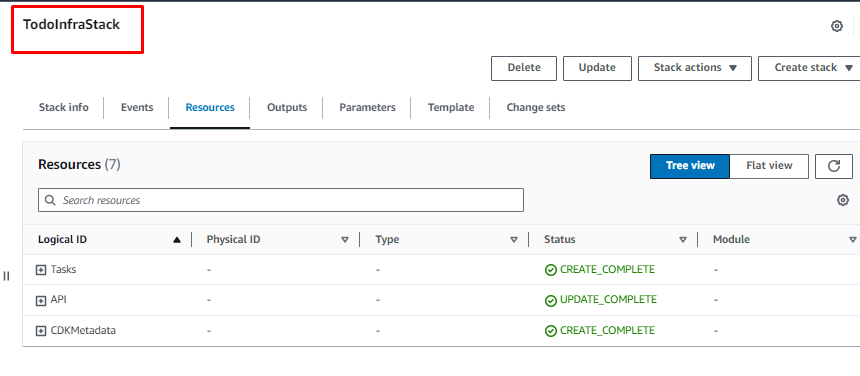 TodoInfraStack
Delete Update Stack actions Create stack
Stack info Events Resources Outputs Parameters Template Change sets
Resources (7)
Tree view Flat view
Search resources
Logical ID Physical ID Type Status Module
Tasks - - CREATE_COMPLETE -
API - - UPDATE_COMPLETE -
CDKMetadata - - CREATE_COMPLETE -